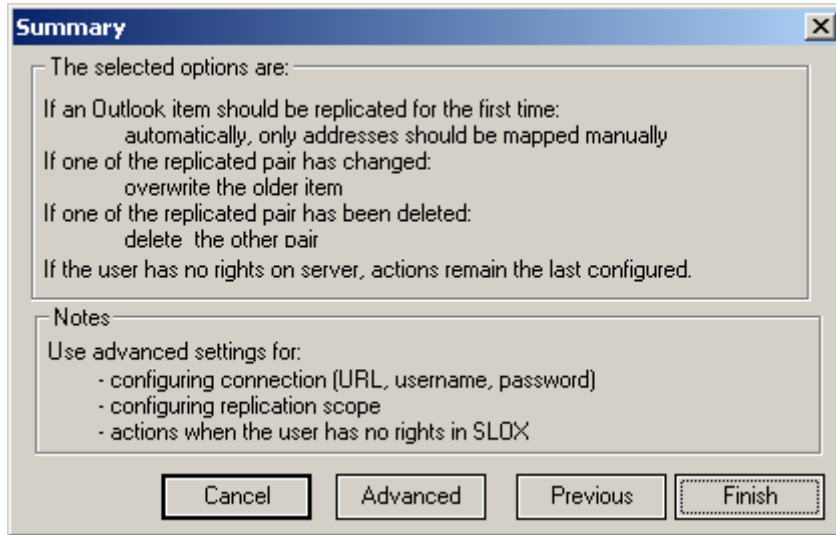 Summary
The selected options are:
If an Outlook item should be replicated for the first time:
automatically, only addresses should be mapped manually
If one of the replicated pair has changed:
overwrite the older item
If one of the replicated pair has been deleted:
delete the other pair
If the user has no rights on server, actions remain the last configured.
Notes
Use advanced settings for:
- configuring connection (URL, username, password)
- configuring replication scope
- actions when the user has no rights in SLOX
Cancel Advanced Previous Finish